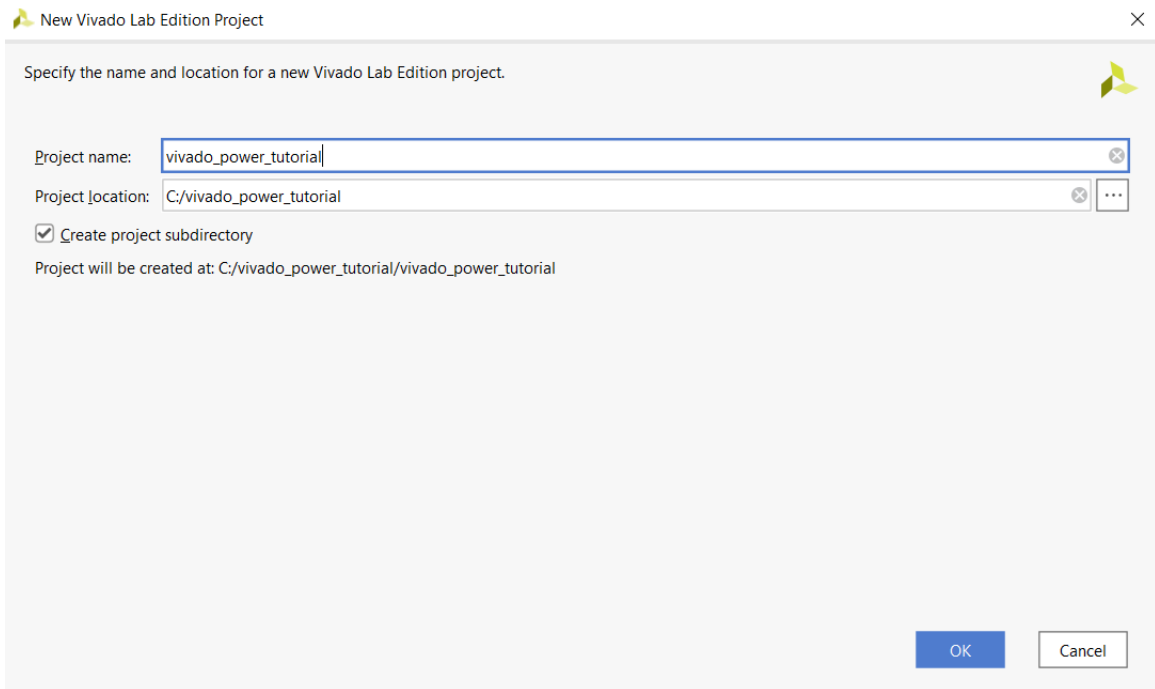 New Vivado Lab Edition Project
Specify the name and location for a new Vivado Lab Edition project.
Project name: vivado_power_tutorial
Project location: C:/vivado_power_tutorial ...
Create project subdirectory
Project will be created at: C:/vivado_power_tutorial/vivado_power_tutorial
OK Cancel